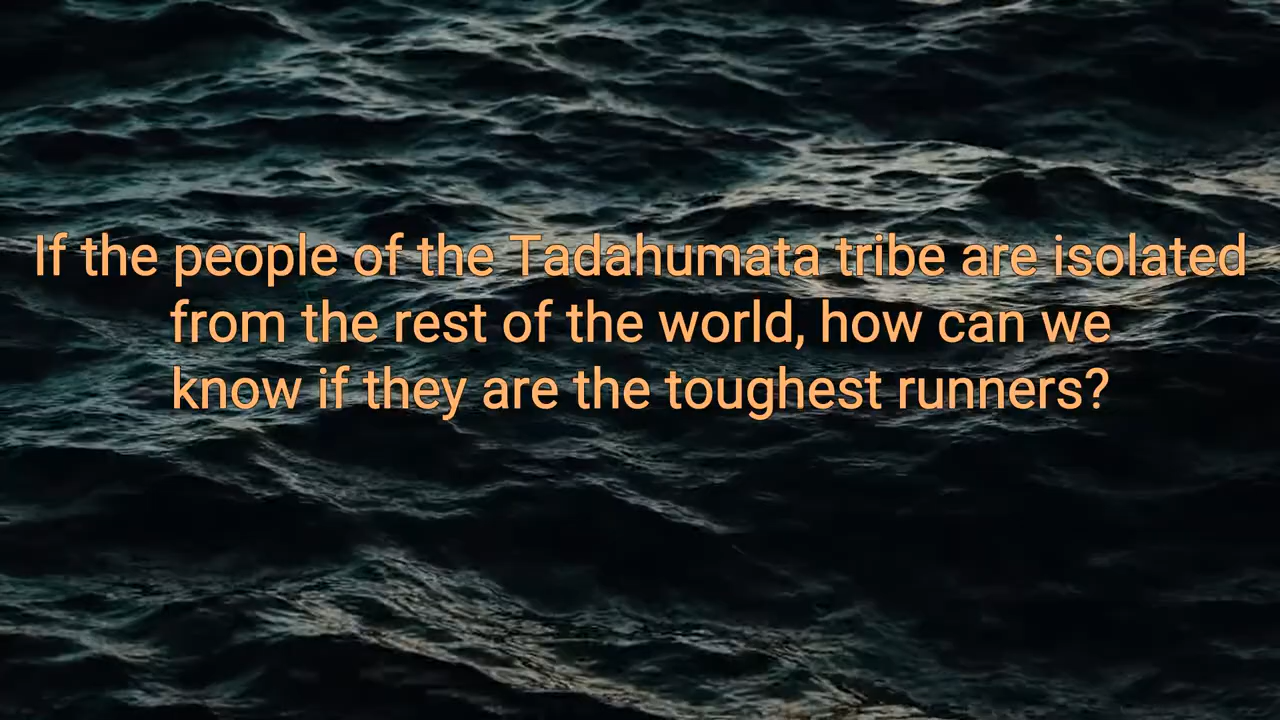 If the people of the Tadahumata tribe are isolated
from the rest of the world, how can we
know if they are the toughest runners?